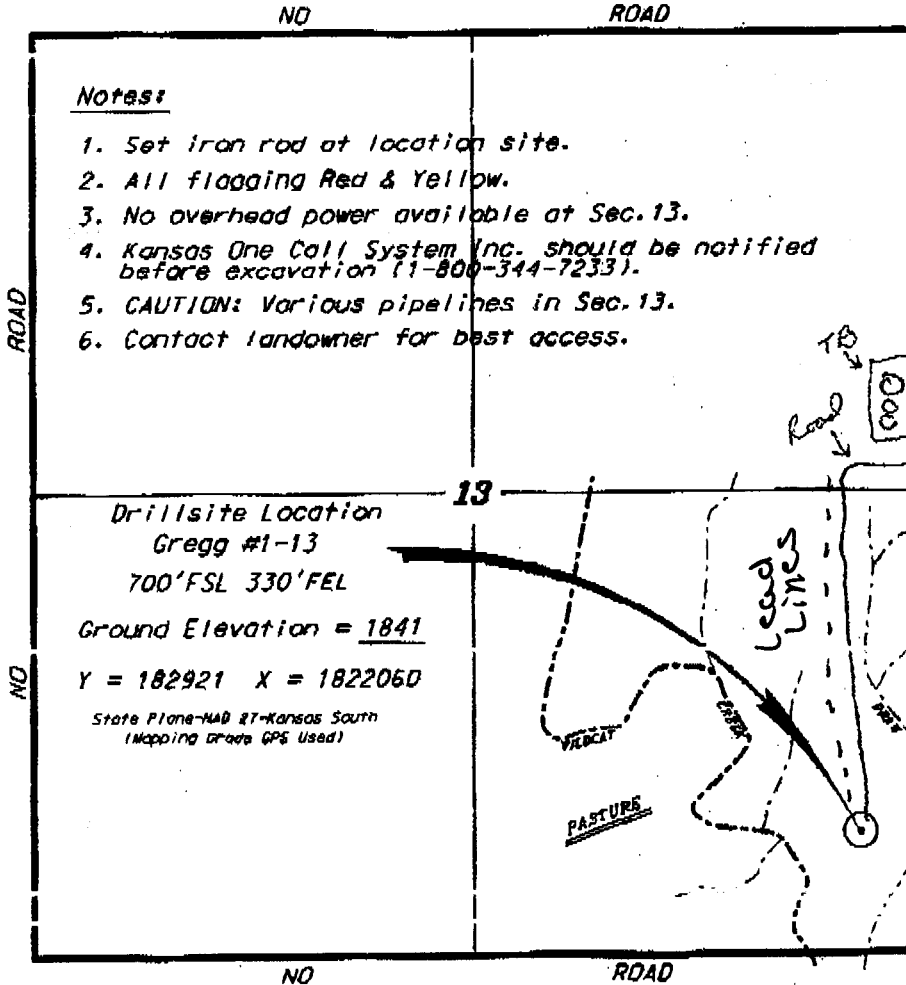 NO ROAD
Notes:
1. Set iron rod at location site.
2. All flagging Red & Yellow.
3. No overhead power available at Sec.13.
4. Kansas One Call System Inc. should be notified
before excavation (1-800-344-7233).
5. CAUTION: Various pipelines in Sec.13.
6. Contact landowner for best access.
ROAD
TB
Road
13
Drillsite Location
Gregg #1-13
700'FSL 330'FEL
Ground Elevation = 1841
Y = 182921 X = 1822060
State Plane-NAD 27-Kansas South
(Mapping Grade GPS Used)
NO
Lead
Lines
WILDCAT
CREEK
DRAW
PASTURE
NO ROAD